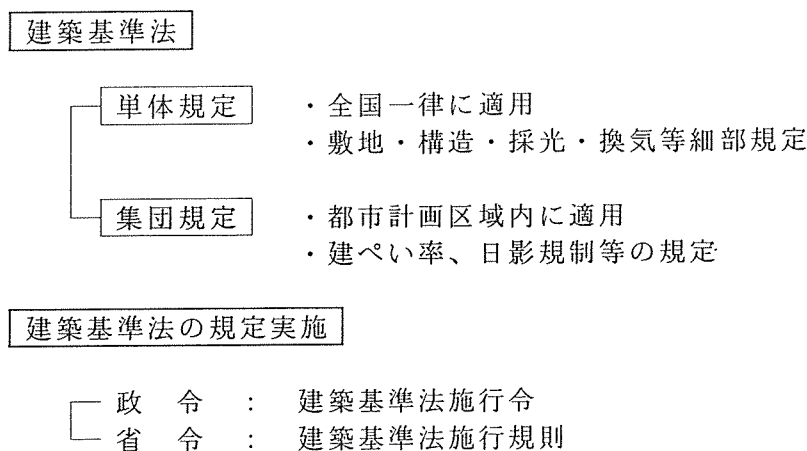 建築基準法
単体規定 ・全国一律に適用
・敷地・構造・採光・換気等細部規定
集団規定 ・都市計画区域内に適用
・建ぺい率、日影規制等の規定
建築基準法の規定実施
政令 : 建築基準法施行令
省令 : 建築基準法施行規則